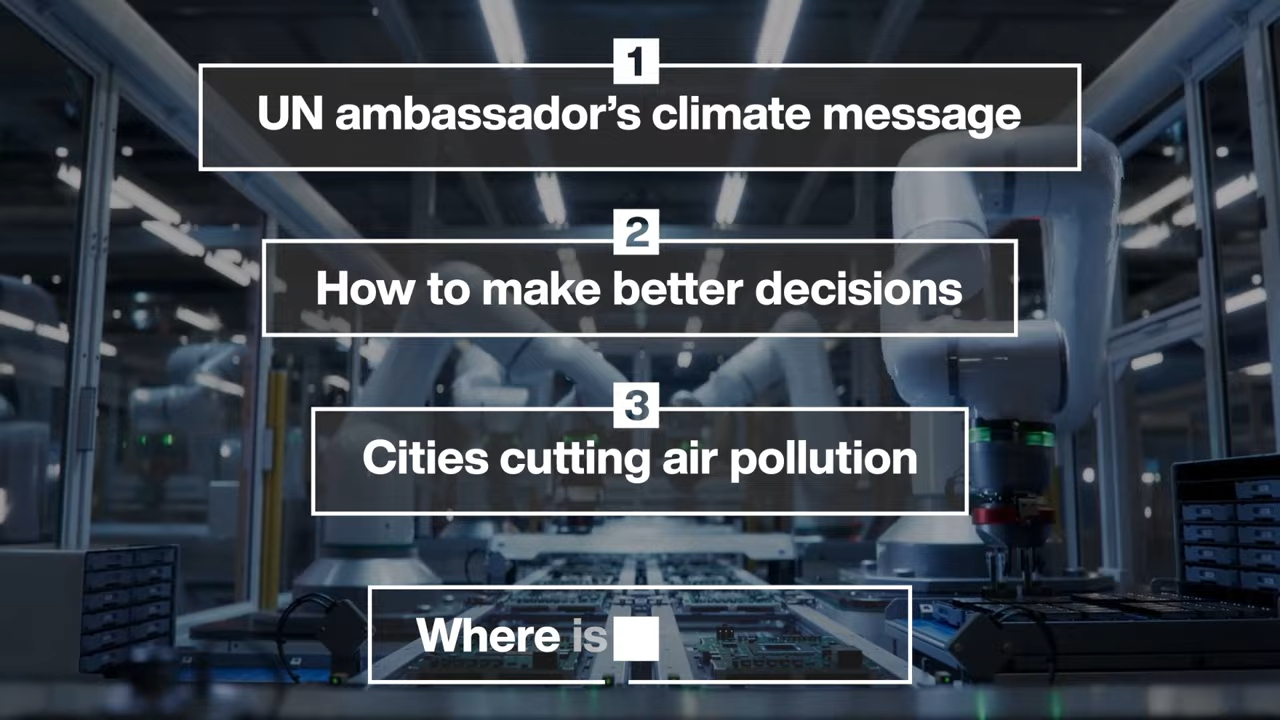 1
UN ambassador’s climate message
2
How to make better decisions
3
Cities cutting air pollution
Where is